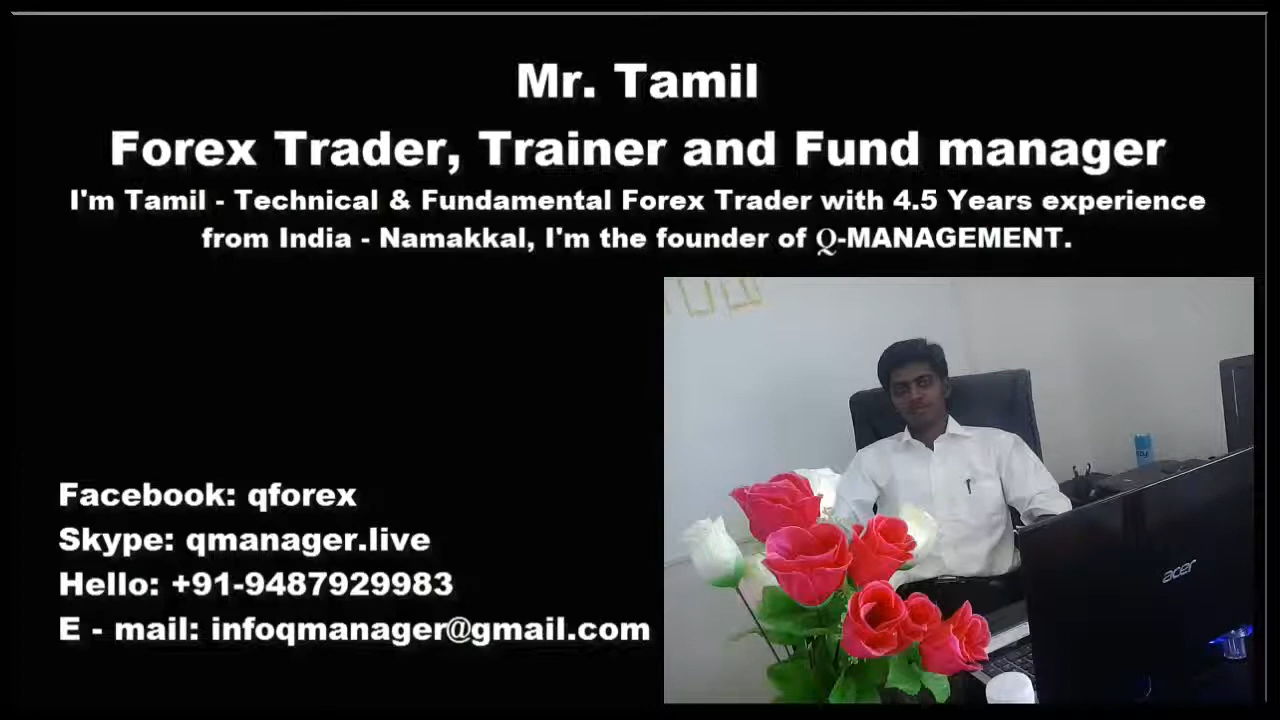 Mr. Tamil
Forex Trader, Trainer and Fund manager
I'm Tamil - Technical & Fundamental Forex Trader with 4.5 Years experience
from India - Namakkal, I'm the founder of Q-MANAGEMENT.
Facebook: qforex
Skype: qmanager.live
Hello: +91-9487929983
E - mail: infoqmanager@gmail.com
acer